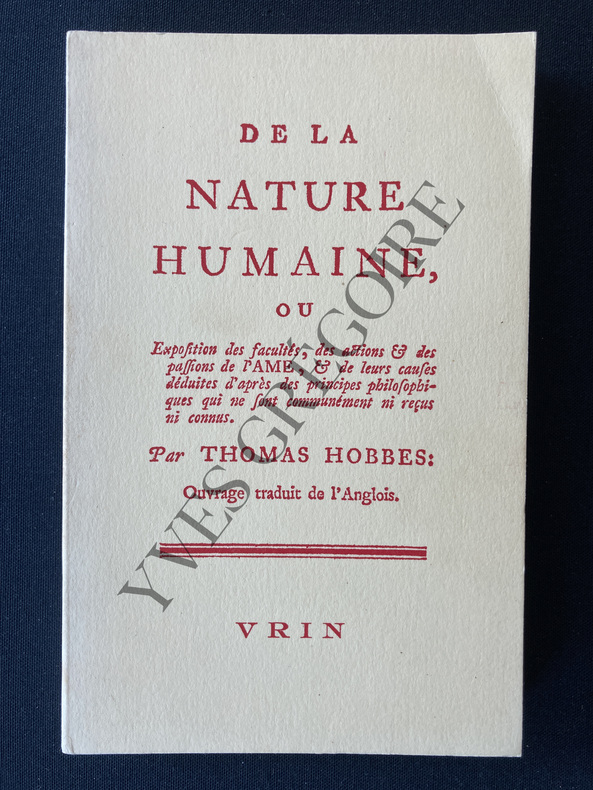 DE LA
NATURE
HUMAINE,
OU
Expoſition des facultés, des actions & des
paſſions de l'AME, & de leurs cauſes
déduites d'après des principes philoſophi-
ques qui ne ſont communément ni reçus
ni connus.
Par THOMAS HOBBES:
Ouvrage traduit de l'Anglois.
VRIN
YVES GRÉGOIRE